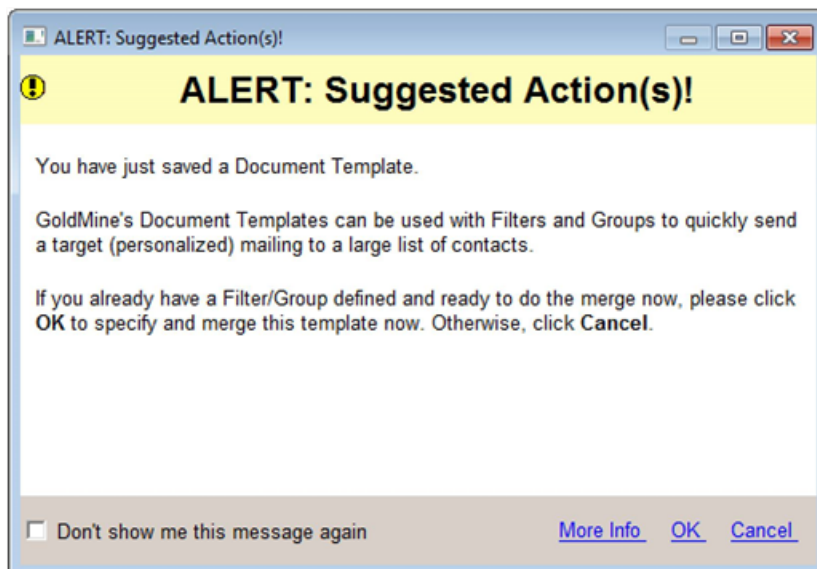 ALERT: Suggested Action(s)!
ALERT: Suggested Action(s)!
You have just saved a Document Template.
GoldMine's Document Templates can be used with Filters and Groups to quickly send
a target (personalized) mailing to a large list of contacts.
If you already have a Filter/Group defined and ready to do the merge now, please click
OK to specify and merge this template now. Otherwise, click Cancel.
Don't show me this message again More Info OK Cancel